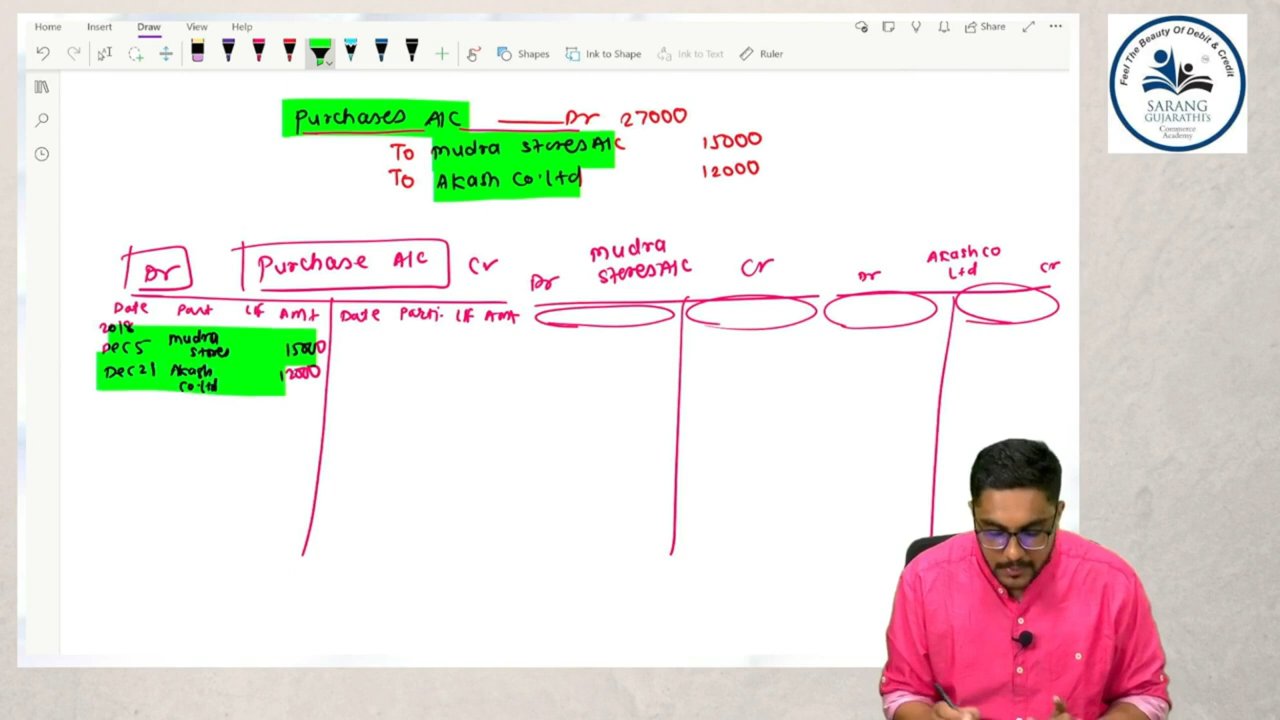 Home Insert Draw View Help Share
Shapes Ink to Shape Ink to Text Ruler
Purchases A/C ——— Dr 27000
To mudra stores A/C 15000
To Akash Co. Ltd 12000
Dr Purchase A/C Cr
Date Part LF Amt Date Parti. LF Amt
2018
Dec 5 mudra stores 15000
Dec 21 Akash Co. Ltd 12000
Dr mudra stores A/C Cr
Dr Akash Co Ltd Cr
Feel The Beauty Of Debit & Credit
SARANG
GUJARATHI's
Commerce
Academy